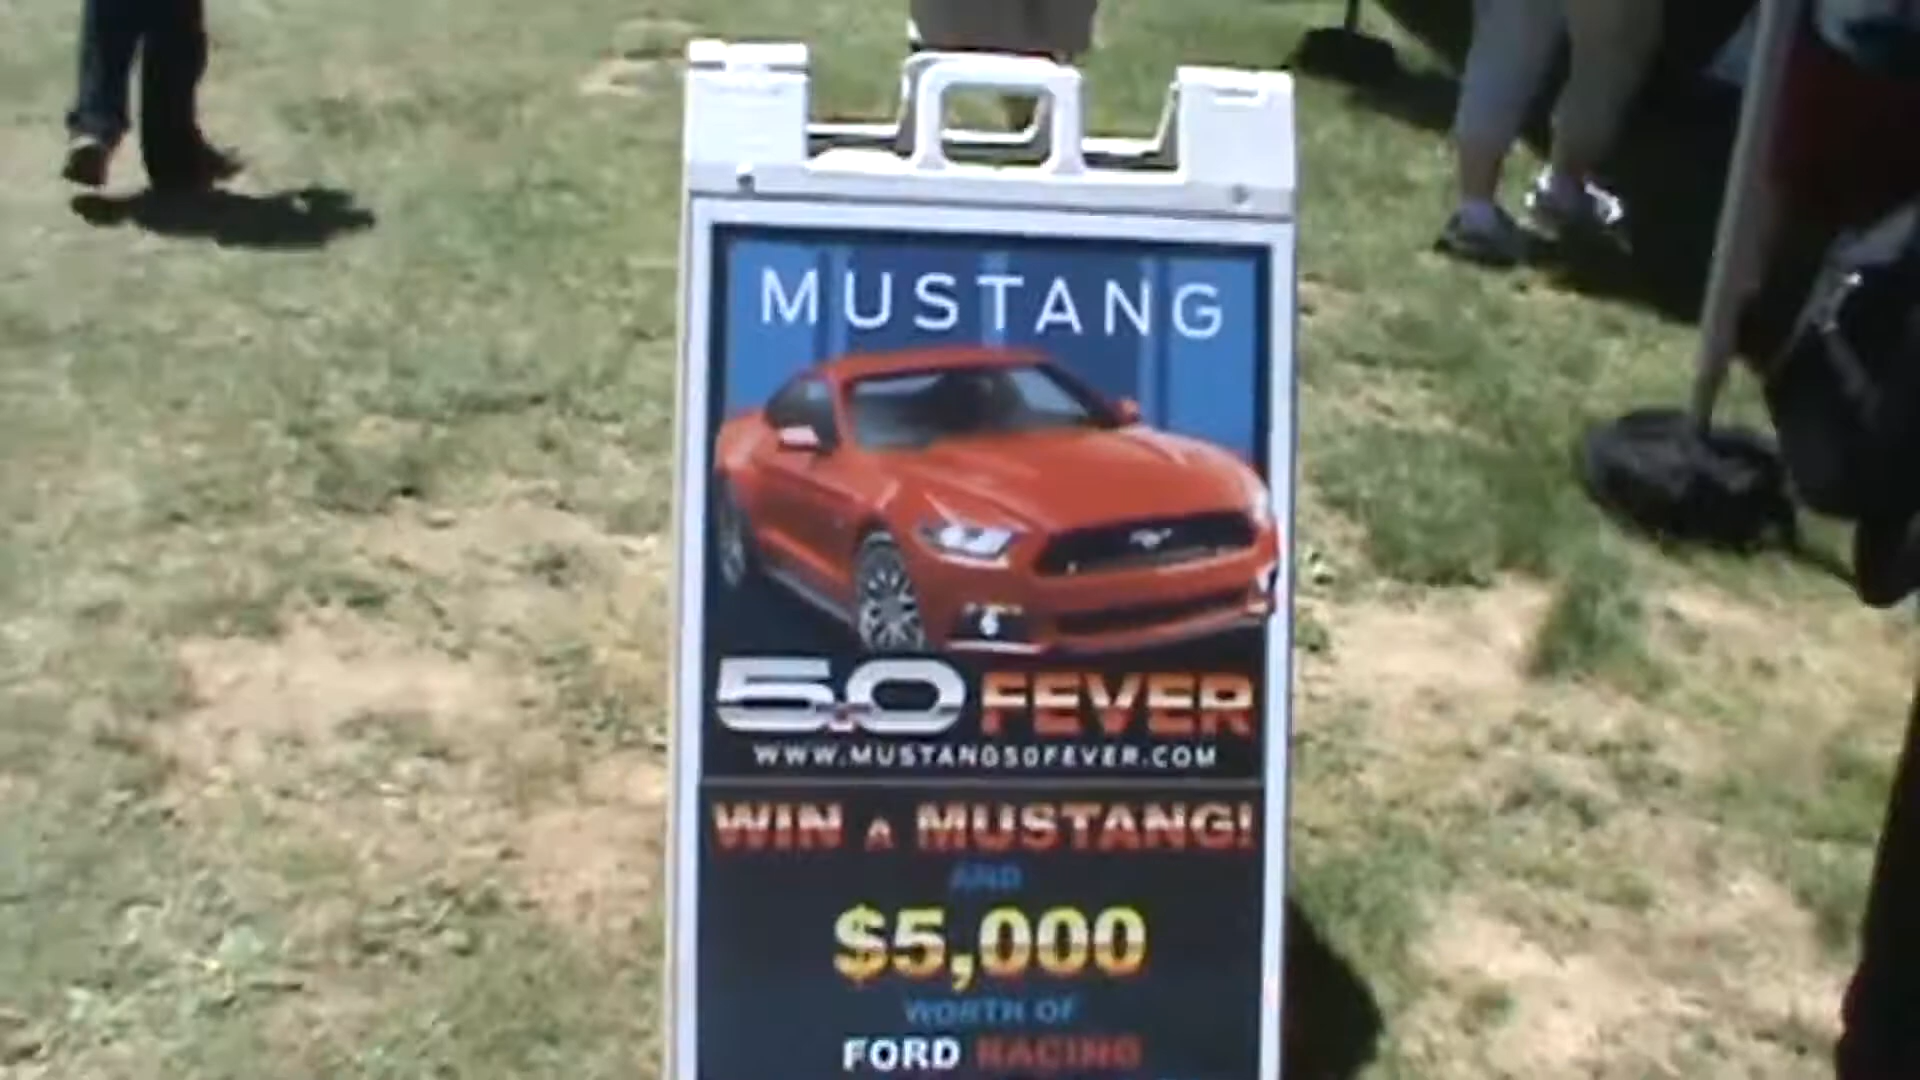 MUSTANG
5.0 FEVER
WWW.MUSTANG50FEVER.COM
WIN A MUSTANG!
AND
$5,000
WORTH OF
FORD RACING